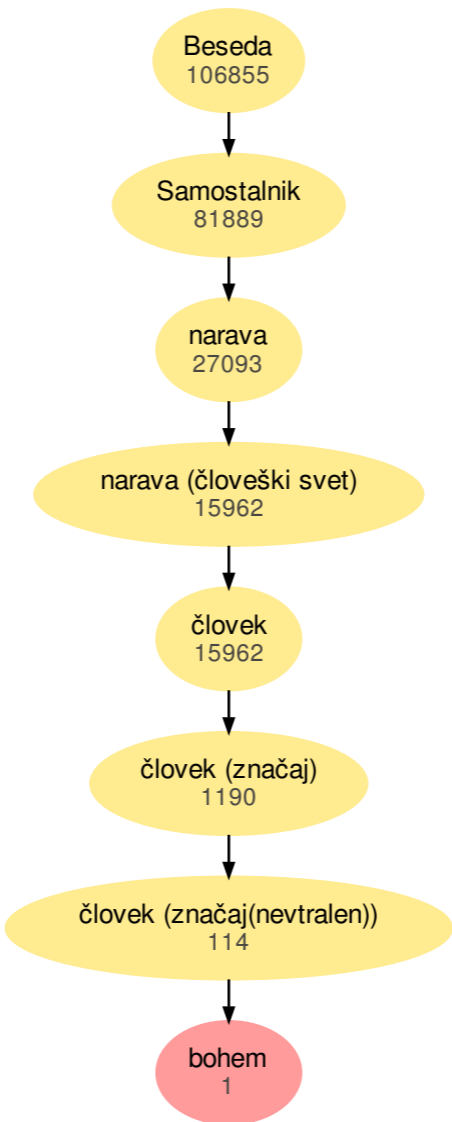 Beseda
106855
Samostalnik
81889
narava
27093
narava (človeški svet)
15962
človek
15962
človek (značaj)
1190
človek (značaj(nevtralen))
114
bohem
1